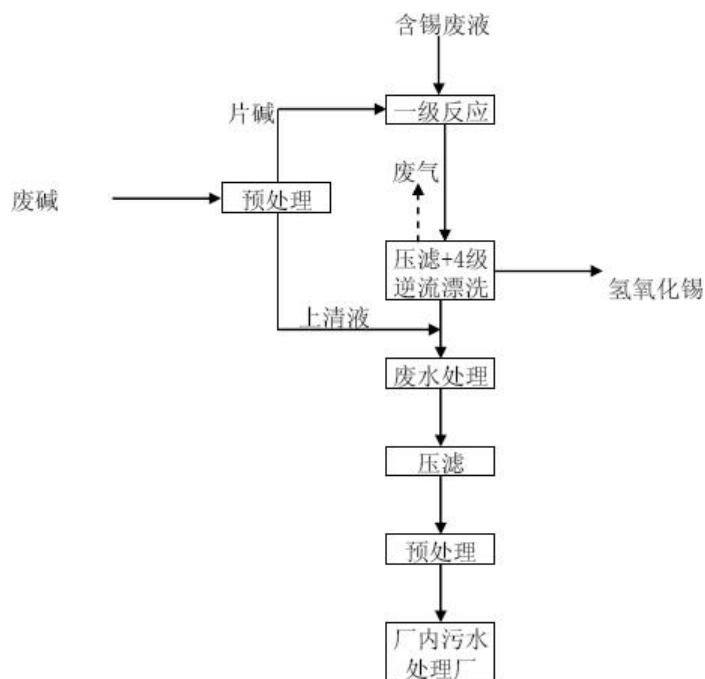 含锡废液
片碱
一级反应
废气
废碱
预处理
压滤+4级
逆流漂洗
氢氧化锡
上清液
废水处理
压滤
预处理
厂内污水
处理厂